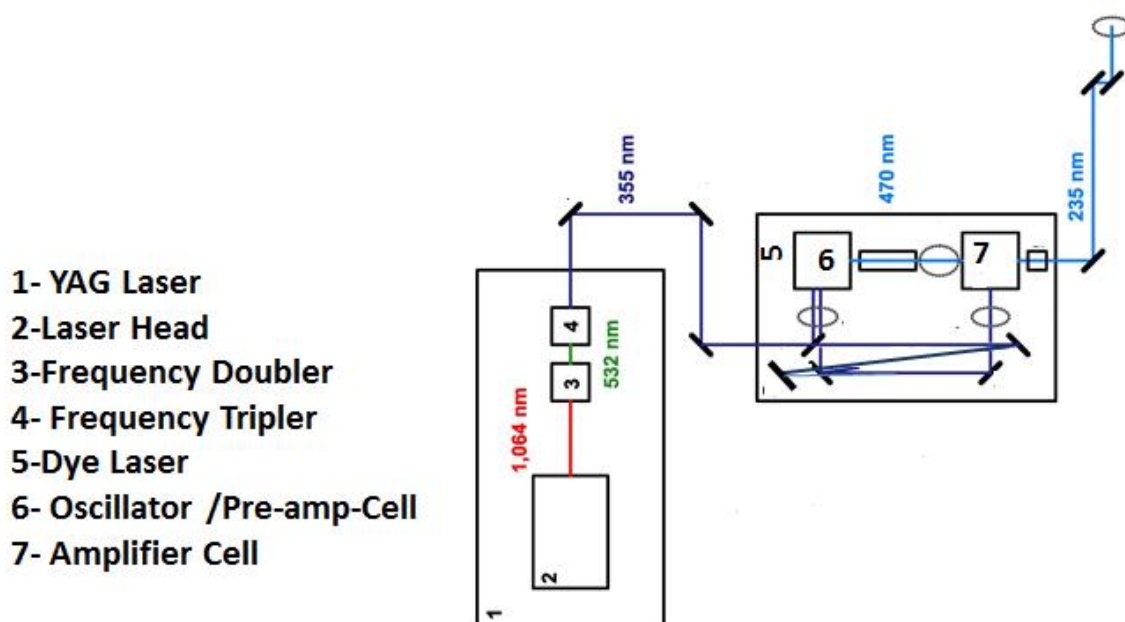 1- YAG Laser
2-Laser Head
3-Frequency Doubler
4- Frequency Tripler
5-Dye Laser
6- Oscillator /Pre-amp-Cell
7- Amplifier Cell
1
2
1,064 nm
3
532 nm
4
355 nm
5
6
470 nm
7
235 nm